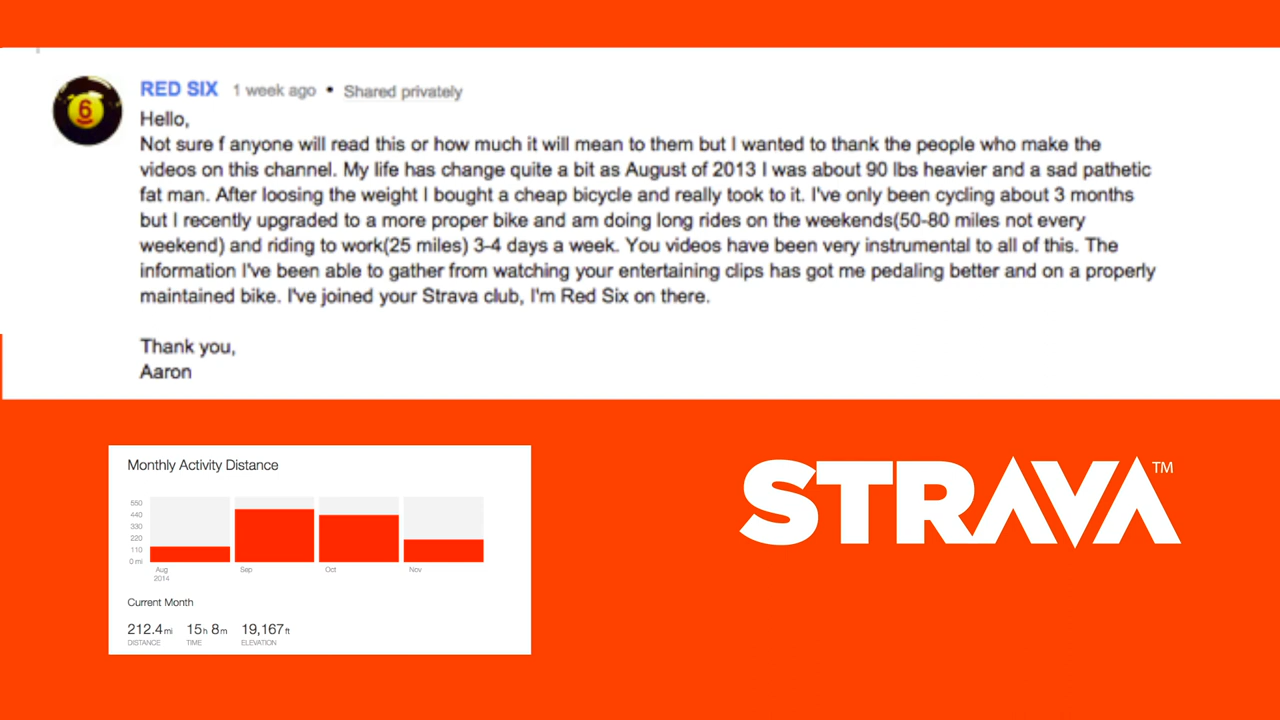 6
RED SIX 1 week ago • Shared privately
Hello,
Not sure f anyone will read this or how much it will mean to them but I wanted to thank the people who make the
videos on this channel. My life has change quite a bit as August of 2013 I was about 90 lbs heavier and a sad pathetic
fat man. After loosing the weight I bought a cheap bicycle and really took to it. I've only been cycling about 3 months
but I recently upgraded to a more proper bike and am doing long rides on the weekends(50-80 miles not every
weekend) and riding to work(25 miles) 3-4 days a week. You videos have been very instrumental to all of this. The
information I've been able to gather from watching your entertaining clips has got me pedaling better and on a properly
maintained bike. I've joined your Strava club, I'm Red Six on there.
Thank you,
Aaron
Monthly Activity Distance
550
440
330
220
110
0 mi
Aug Sep Oct Nov
2014
Current Month
212.4 mi 15h 8m 19,167 ft
DISTANCE TIME ELEVATION
STRAVA™